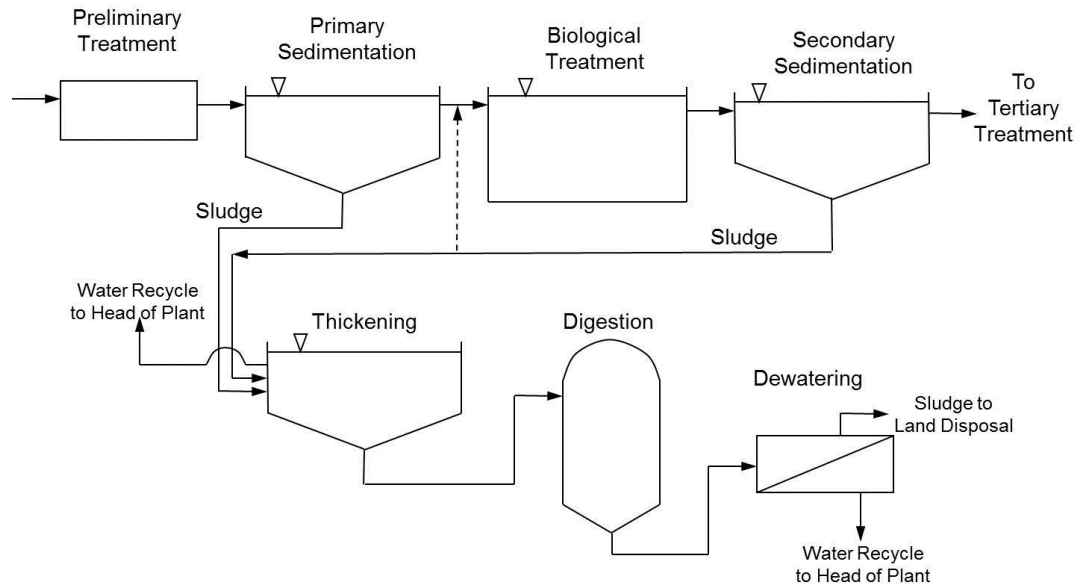 Preliminary
Treatment
Primary
Sedimentation
Biological
Treatment
Secondary
Sedimentation
To
Tertiary
Treatment
Sludge
Sludge
Water Recycle
to Head of Plant
Thickening
Digestion
Dewatering
Sludge to
Land Disposal
Water Recycle
to Head of Plant